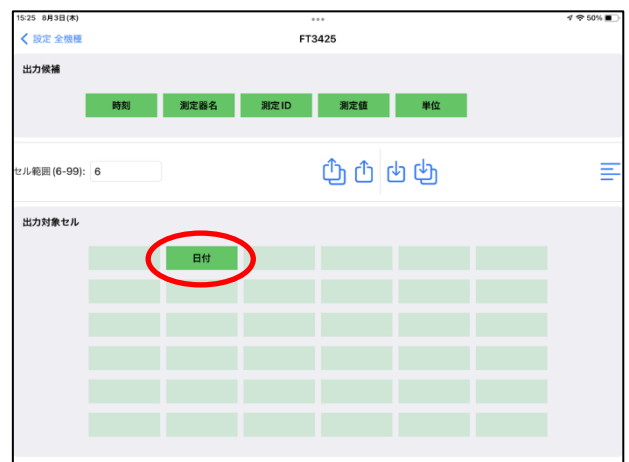 15:25 8月3日(木) 50%
設定 全機種 FT3425
出力候補
時刻 測定器名 測定ID 測定値 単位
セル範囲(6-99): 6
出力対象セル
日付